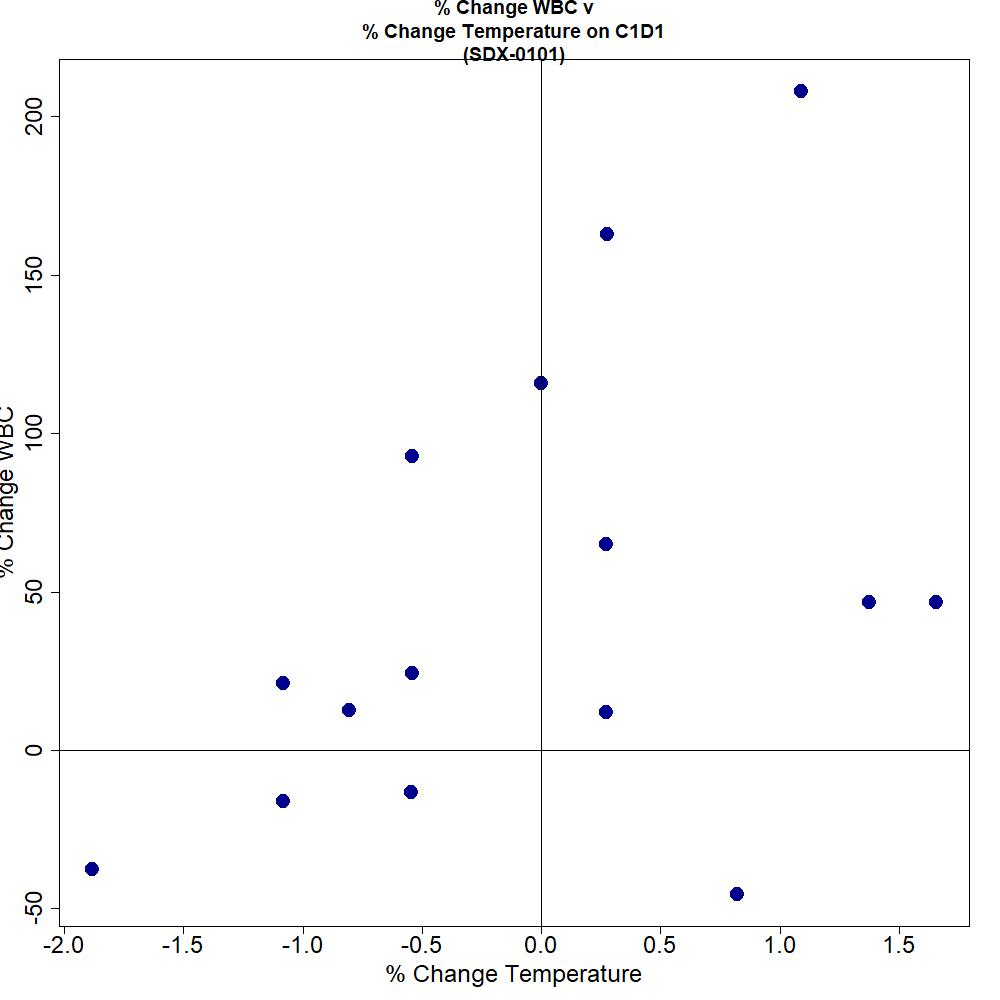 % Change WBC v
% Change Temperature on C1D1
(SDX-0101)
% Change WBC
200
150
100
50
0
-50
-2.0 -1.5 -1.0 -0.5 0.0 0.5 1.0 1.5
% Change Temperature